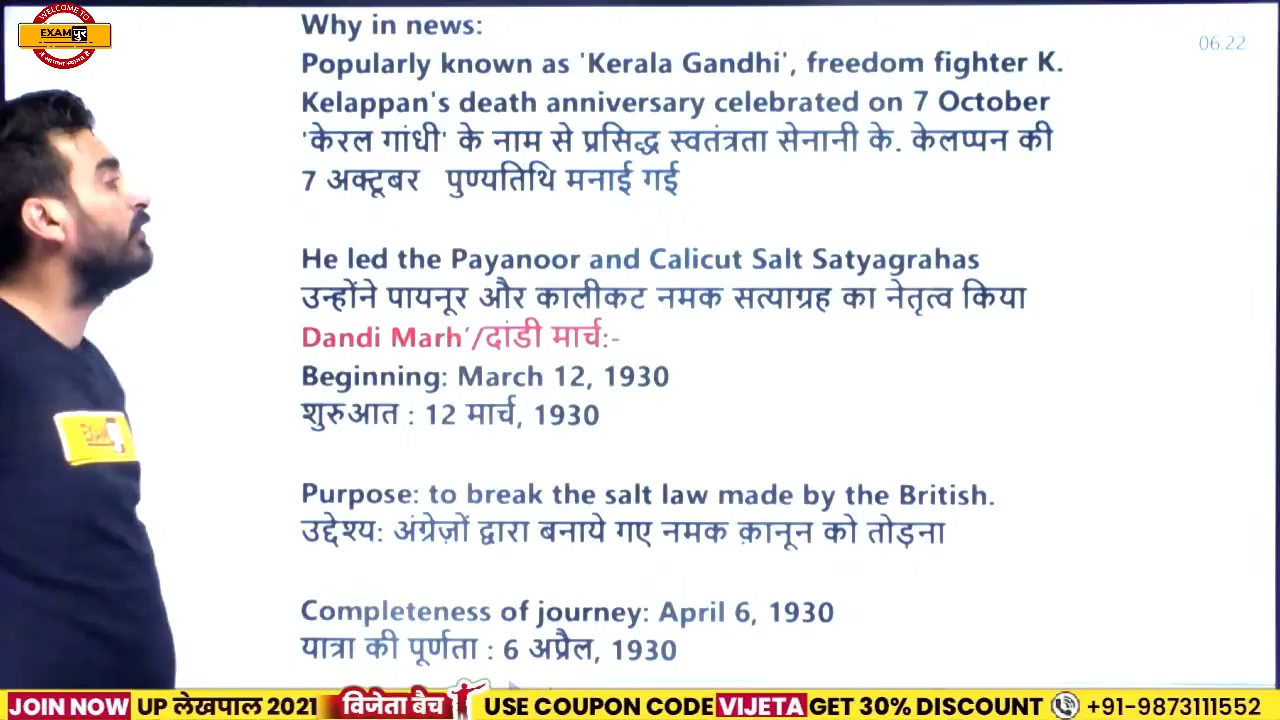 WELCOME TO
EXAM पुर
06:22
Why in news:
Popularly known as 'Kerala Gandhi', freedom fighter K.
Kelappan's death anniversary celebrated on 7 October
'केरल गांधी' के नाम से प्रसिद्ध स्वतंत्रता सेनानी के. केलप्पन की
7 अक्टूबर पुण्यतिथि मनाई गई
He led the Payanoor and Calicut Salt Satyagrahas
उन्होंने पायनूर और कालीकट नमक सत्याग्रह का नेतृत्व किया
Dandi Marh'/दांडी मार्च:-
Beginning: March 12, 1930
शुरुआत : 12 मार्च, 1930
Purpose: to break the salt law made by the British.
उद्देश्य: अंग्रेज़ों द्वारा बनाये गए नमक क़ानून को तोड़ना
Completeness of journey: April 6, 1930
यात्रा की पूर्णता : 6 अप्रैल, 1930
JOIN NOW UP लेखपाल 2021 विजेता बैच USE COUPON CODE VIJETA GET 30% DISCOUNT +91-9873111552